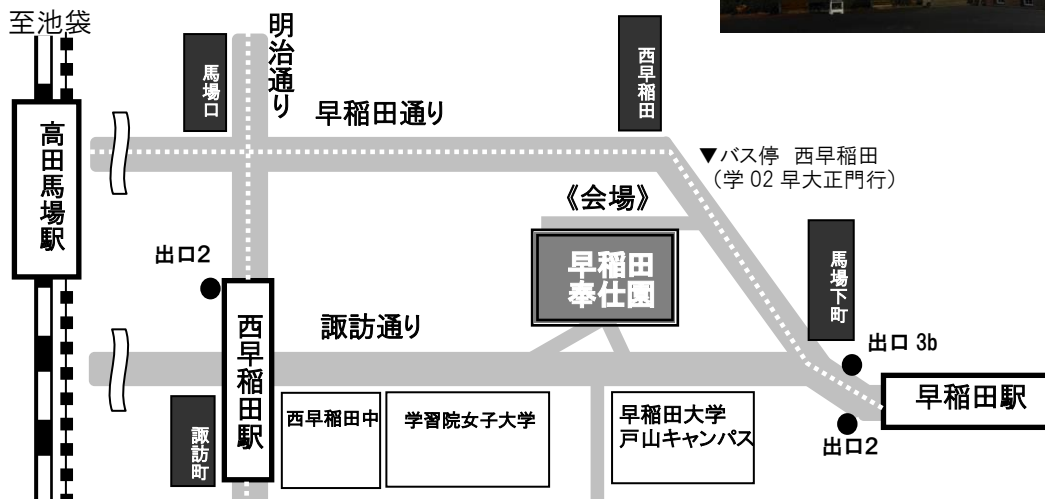 至池袋
明治通り
馬場口
西早稲田
早稲田通り
高田馬場駅
▼バス停 西早稲田
(学 02 早大正門行)
《会場》
早稲田
奉仕園
馬場下町
出口2
諏訪通り
西早稲田駅
出口 3b
早稲田駅
出口2
諏訪町
西早稲田中
学習院女子大学
早稲田大学
戸山キャンパス